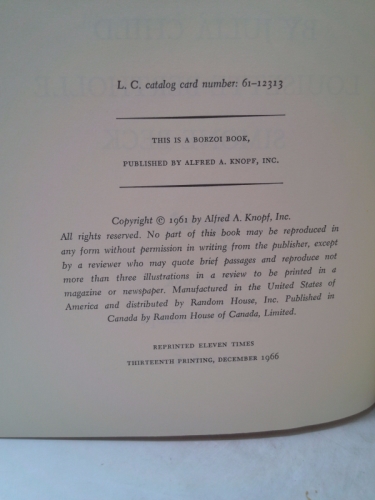 BY JULIA CHILD
L. C. catalog card number: 61-12313
THIS IS A BORZOI BOOK,
PUBLISHED BY ALFRED A. KNOPF, INC.
Copyright © 1961 by Alfred A. Knopf, Inc.
All rights reserved. No part of this book may be reproduced in
any form without permission in writing from the publisher, except
by a reviewer who may quote brief passages and reproduce not
more than three illustrations in a review to be printed in a
magazine or newspaper. Manufactured in the United States of
America and distributed by Random House, Inc. Published in
Canada by Random House of Canada, Limited.
REPRINTED ELEVEN TIMES
THIRTEENTH PRINTING, DECEMBER 1966